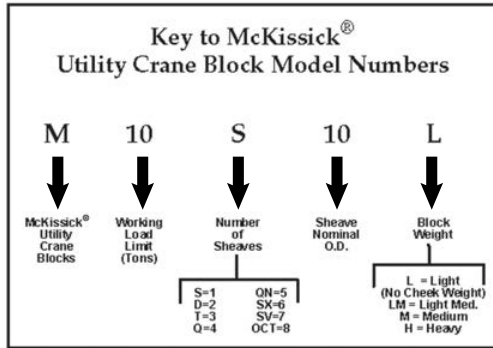 Key to McKissick®
Utility Crane Block Model Numbers
M 10 S 10 L
McKissick®
Utility
Crane
Blocks
Working
Load
Limit
(Tons)
Number
of
Sheaves
Sheave
Nominal
O.D.
Block
Weight
S=1 QN=5
D=2 SX=6
T=3 SV=7
Q=4 OCT=8
L = Light
(No Cheek Weight)
LM = Light Med.
M = Medium
H = Heavy